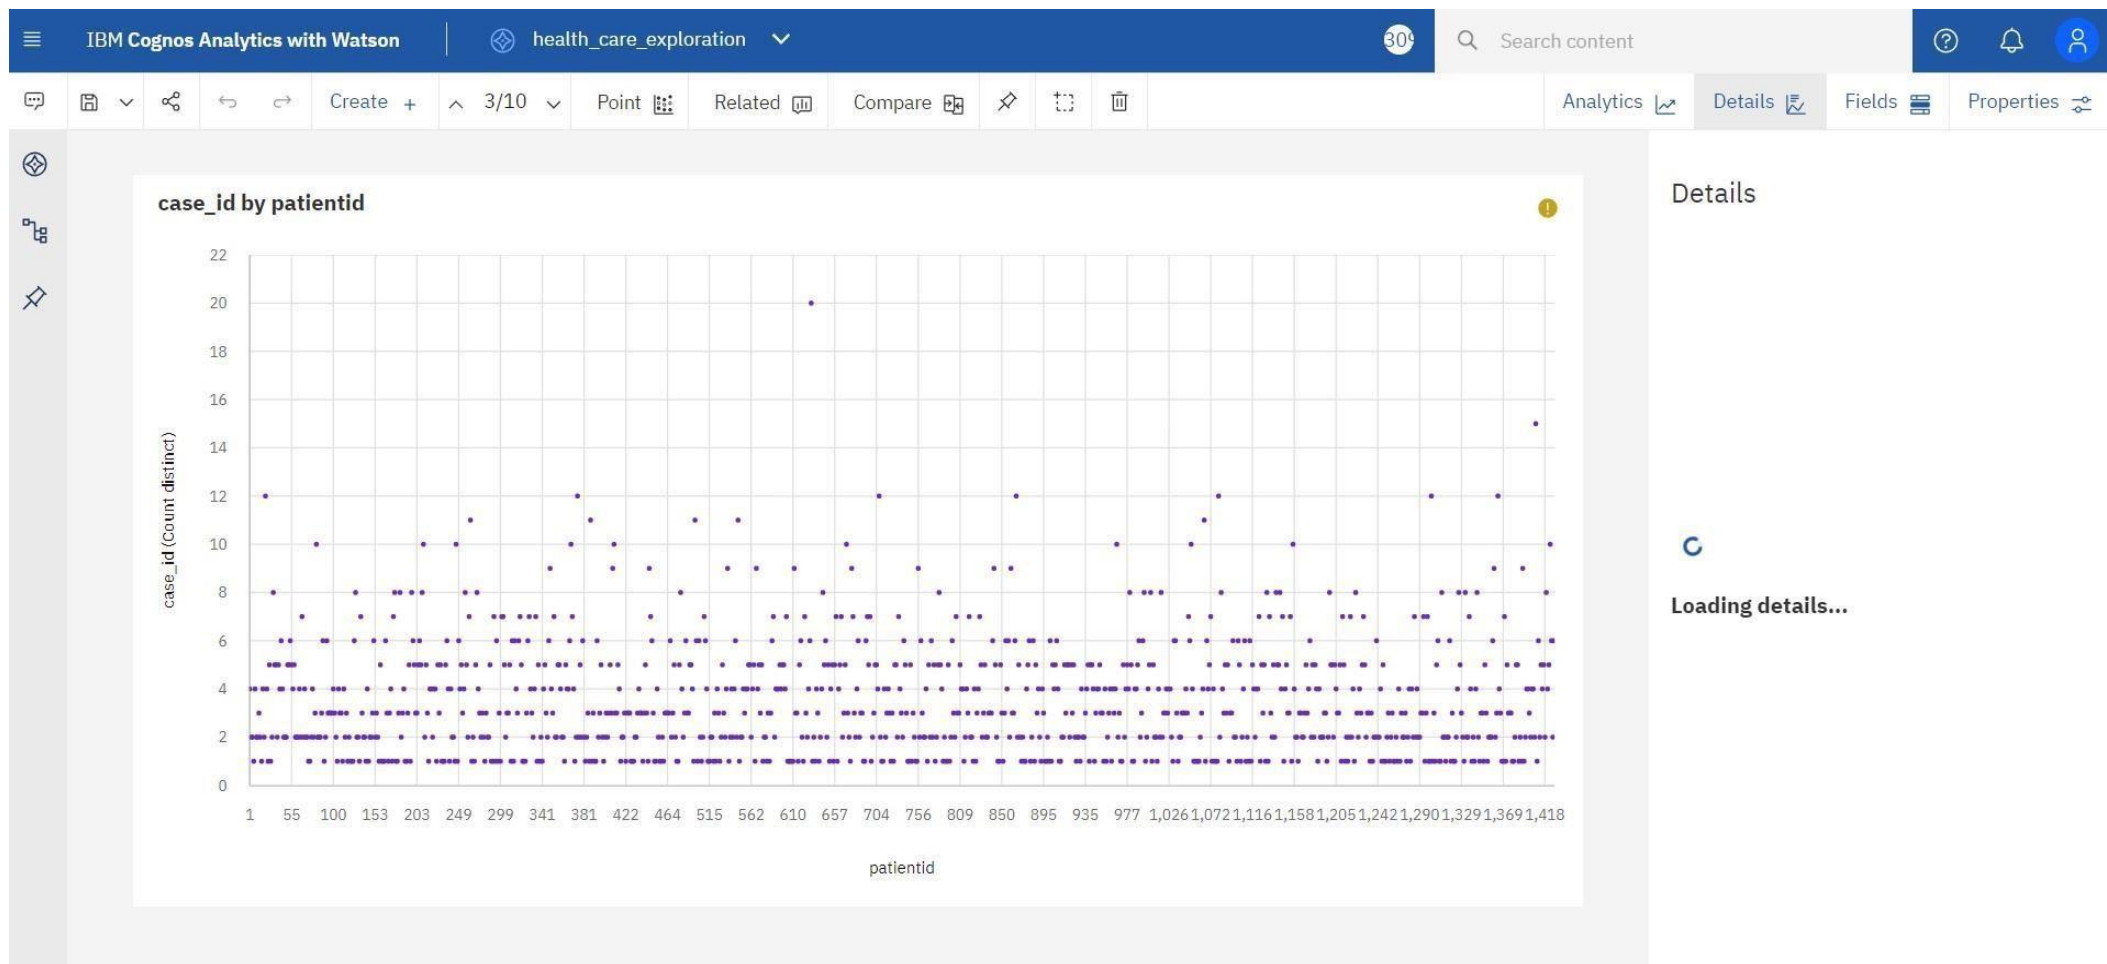 IBM Cognos Analytics with Watson
health_care_exploration
30
Search content
Create +
3/10
Point
Related
Compare
Analytics
Details
Fields
Properties
case_id by patientid
Details
22
20
18
16
14
12
10
8
6
4
2
0
case_id (Count distinct)
1 55 100 153 203 249 299 341 381 422 464 515 562 610 657 704 756 809 850 895 935 977 1,026 1,072 1,116 1,158 1,205 1,242 1,290 1,329 1,369 1,418
patientid
Loading details...